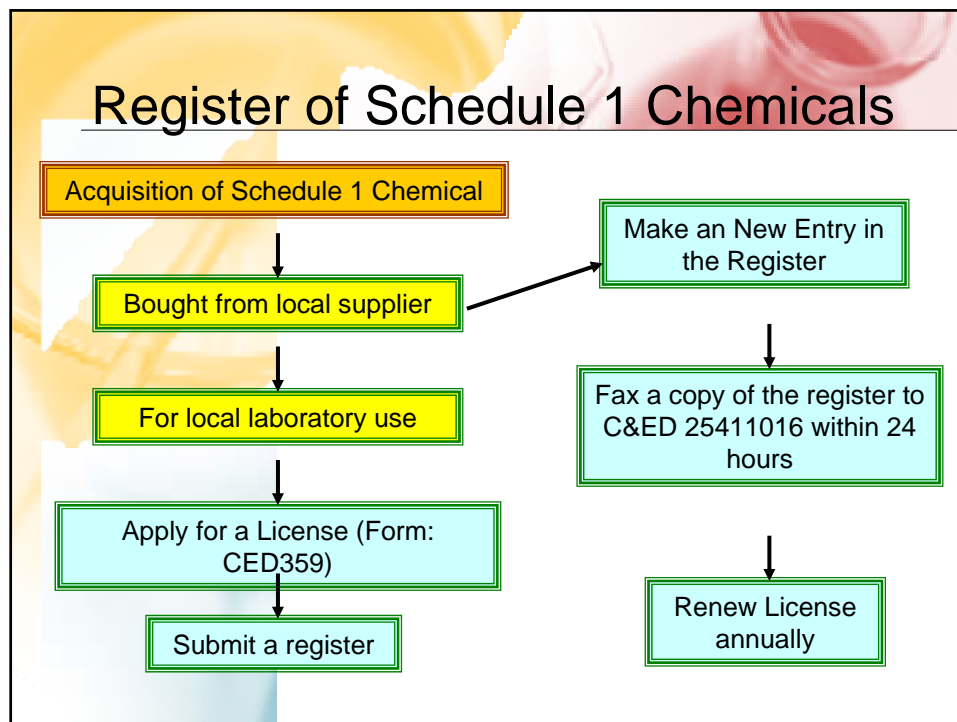 Register of Schedule 1 Chemicals
Acquisition of Schedule 1 Chemical
Bought from local supplier
For local laboratory use
Apply for a License (Form:
CED359)
Submit a register
Make an New Entry in
the Register
Fax a copy of the register to
C&ED 25411016 within 24
hours
Renew License
annually